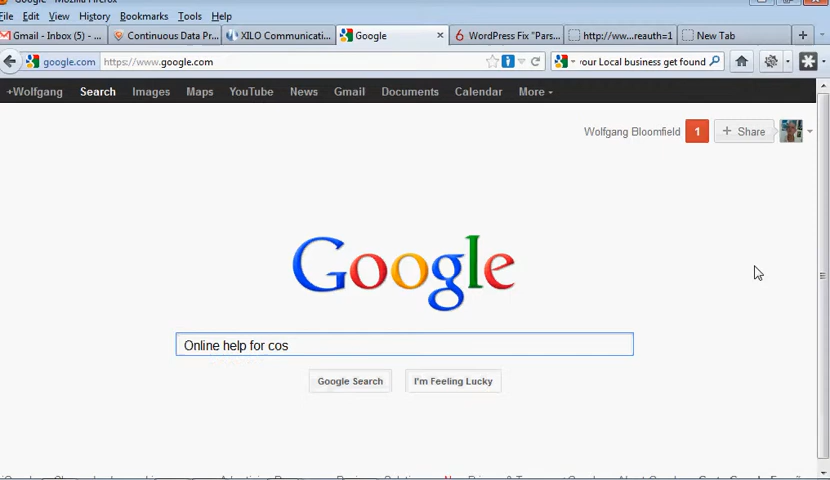 Google - Mozilla Firefox
File Edit View History Bookmarks Tools Help
Gmail - Inbox (5) - ... Continuous Data Pr... XILO Communicati... Google × WordPress Fix "Pars... http://ww...reauth=1 New Tab +
google.com https://www.google.com your Local business get found
+Wolfgang Search Images Maps YouTube News Gmail Documents Calendar More
Wolfgang Bloomfield 1 + Share
Google
Online help for cos
Google Search I'm Feeling Lucky